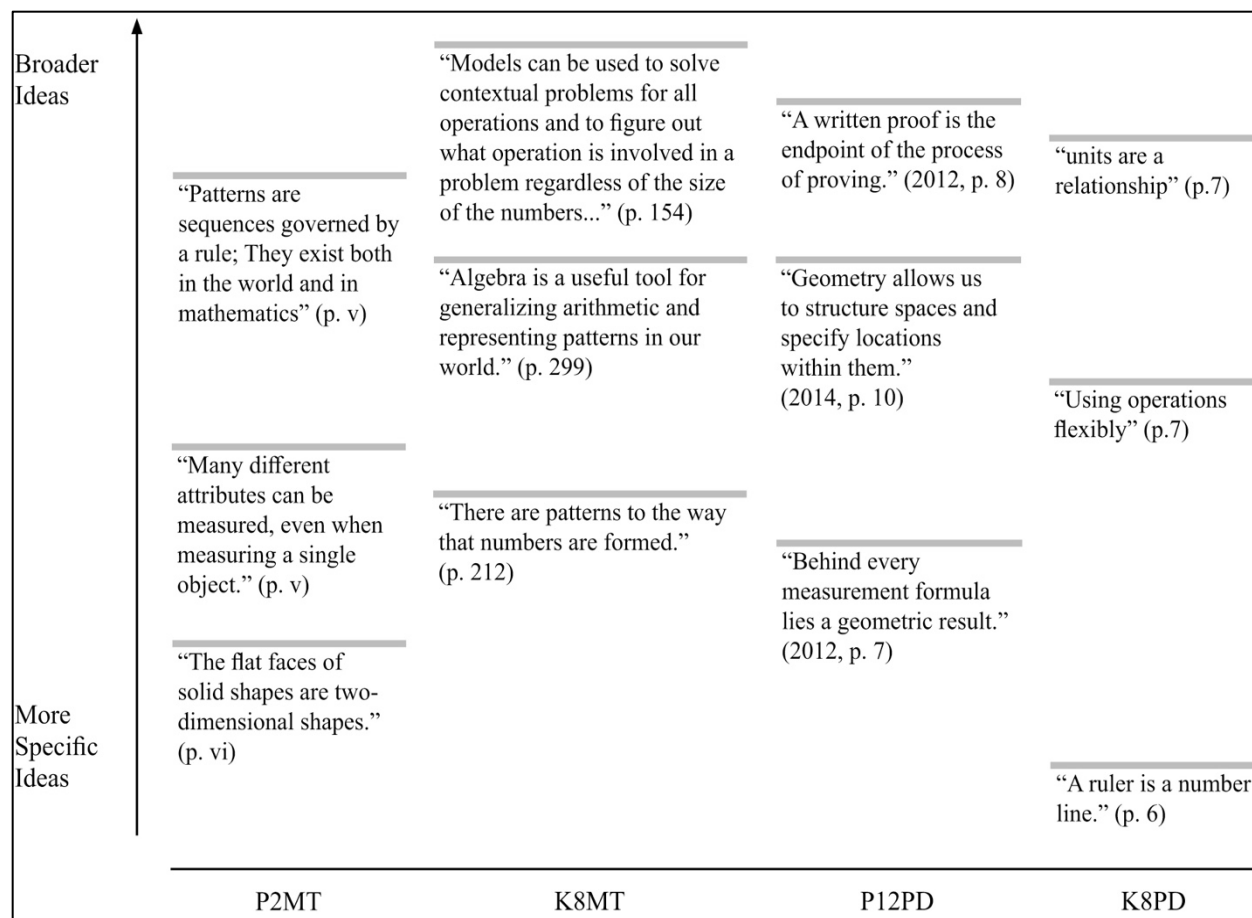 Broader
Ideas
More
Specific
Ideas
“Patterns are
sequences governed by
a rule; They exist both
in the world and in
mathematics” (p. v)
“Many different
attributes can be
measured, even when
measuring a single
object.” (p. v)
“The flat faces of
solid shapes are two-
dimensional shapes.”
(p. vi)
“Models can be used to solve
contextual problems for all
operations and to figure out
what operation is involved in a
problem regardless of the size
of the numbers...” (p. 154)
“Algebra is a useful tool for
generalizing arithmetic and
representing patterns in our
world.” (p. 299)
“There are patterns to the way
that numbers are formed.”
(p. 212)
“A written proof is the
endpoint of the process
of proving.” (2012, p. 8)
“Geometry allows us
to structure spaces and
specify locations
within them.”
(2014, p. 10)
“Behind every
measurement formula
lies a geometric result.”
(2012, p. 7)
“units are a
relationship” (p.7)
“Using operations
flexibly” (p.7)
“A ruler is a number
line.” (p. 6)
P2MT
K8MT
P12PD
K8PD